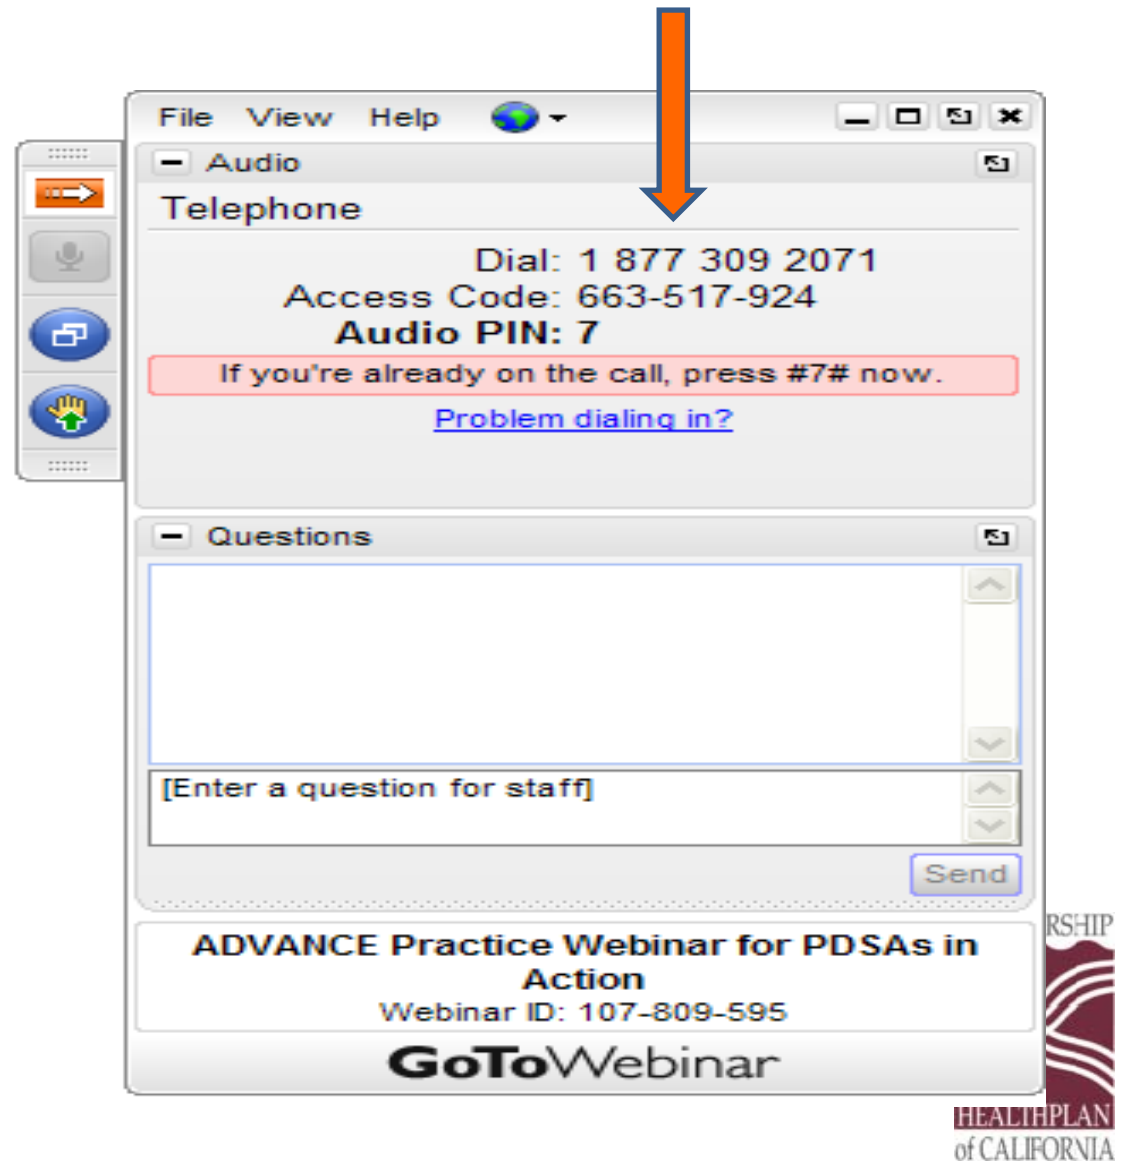 File View Help
Audio
Telephone
Dial: 1 877 309 2071
Access Code: 663-517-924
Audio PIN: 7
If you're already on the call, press #7# now.
Problem dialing in?
Questions
[Enter a question for staff]
Send
ADVANCE Practice Webinar for PDSAs in
Action
Webinar ID: 107-809-595
GoToWebinar
RSHIP
HEALTHPLAN
of CALIFORNIA